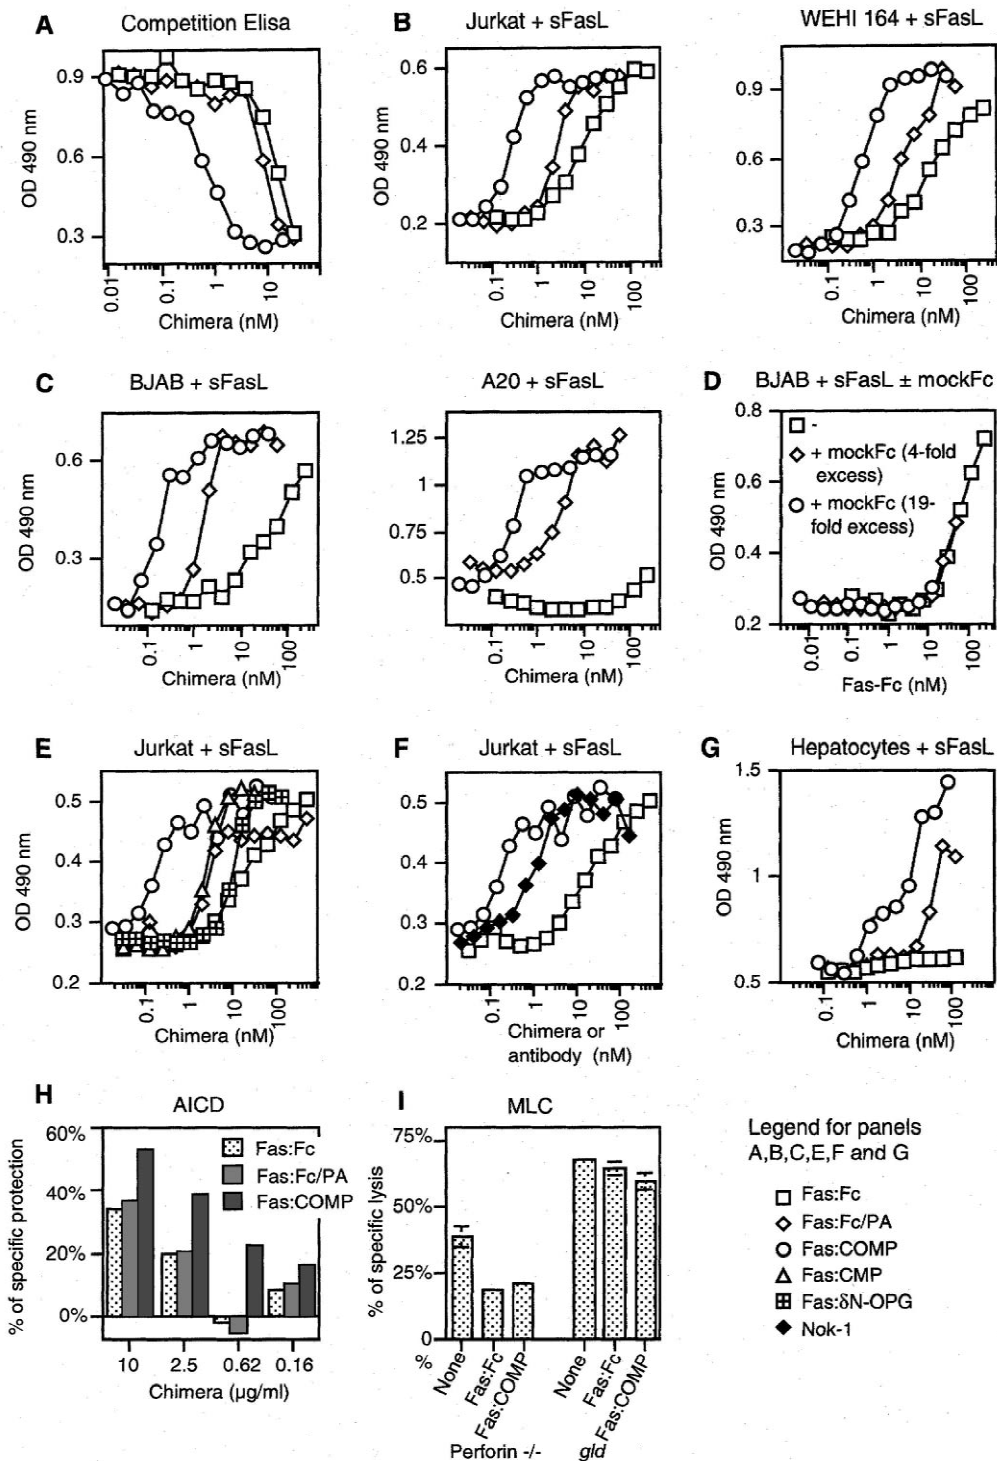 A
Competition Elisa
OD 490 nm
0.9
0.6
0.3
0.01
0.1
1
10
Chimera (nM)
B
Jurkat + sFasL
OD 490 nm
0.6
0.4
0.2
0.1
1
10
100
Chimera (nM)
WEHI 164 + sFasL
OD 490 nm
0.9
0.6
0.3
0.1
1
10
100
Chimera (nM)
C
BJAB + sFasL
OD 490 nm
0.6
0.3
0.1
1
10
100
Chimera (nM)
A20 + sFasL
OD 490 nm
1.25
1
0.75
0.5
0.1
1
10
100
Chimera (nM)
D
BJAB + sFasL ± mockFc
OD 490 nm
0.8
0.6
0.4
0.2
-
+ mockFc (4-fold
excess)
+ mockFc (19-
fold excess)
0.01
0.1
1
10
100
Fas-Fc (nM)
E
Jurkat + sFasL
OD 490 nm
0.5
0.4
0.3
0.2
0.1
1
10
100
Chimera (nM)
F
Jurkat + sFasL
OD 490 nm
0.5
0.4
0.3
0.2
0.1
1
10
100
Chimera or
antibody (nM)
G
Hepatocytes + sFasL
OD 490 nm
1.5
1
0.5
0.1
1
10
100
Chimera (nM)
H
AICD
% of specific protection
60%
40%
20%
0%
Fas:Fc
Fas:Fc/PA
Fas:COMP
10
2.5
0.62
0.16
Chimera (µg/ml)
I
MLC
% of specific lysis
75%
50%
25%
0
%
None
Fas:Fc
Fas:COMP
None
Fas:Fc
Fas:COMP
Perforin -/-
gld
Legend for panels
A,B,C,E,F and G
Fas:Fc
Fas:Fc/PA
Fas:COMP
Fas:CMP
Fas:δN-OPG
Nok-1